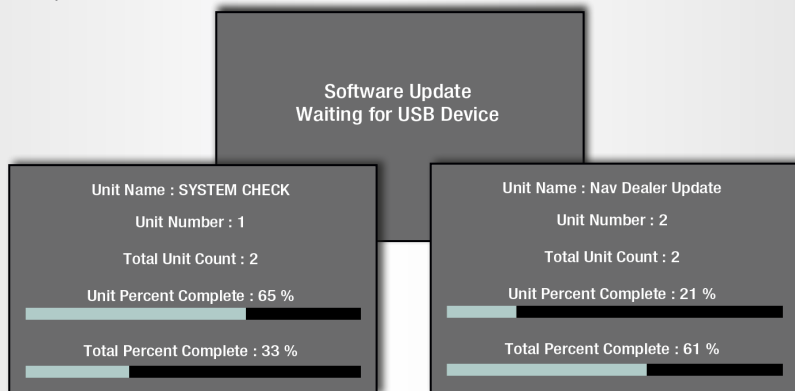 Software Update
Waiting for USB Device
Unit Name : SYSTEM CHECK
Unit Number : 1
Total Unit Count : 2
Unit Percent Complete : 65 %
Total Percent Complete : 33 %
Unit Name : Nav Dealer Update
Unit Number : 2
Total Unit Count : 2
Unit Percent Complete : 21 %
Total Percent Complete : 61 %